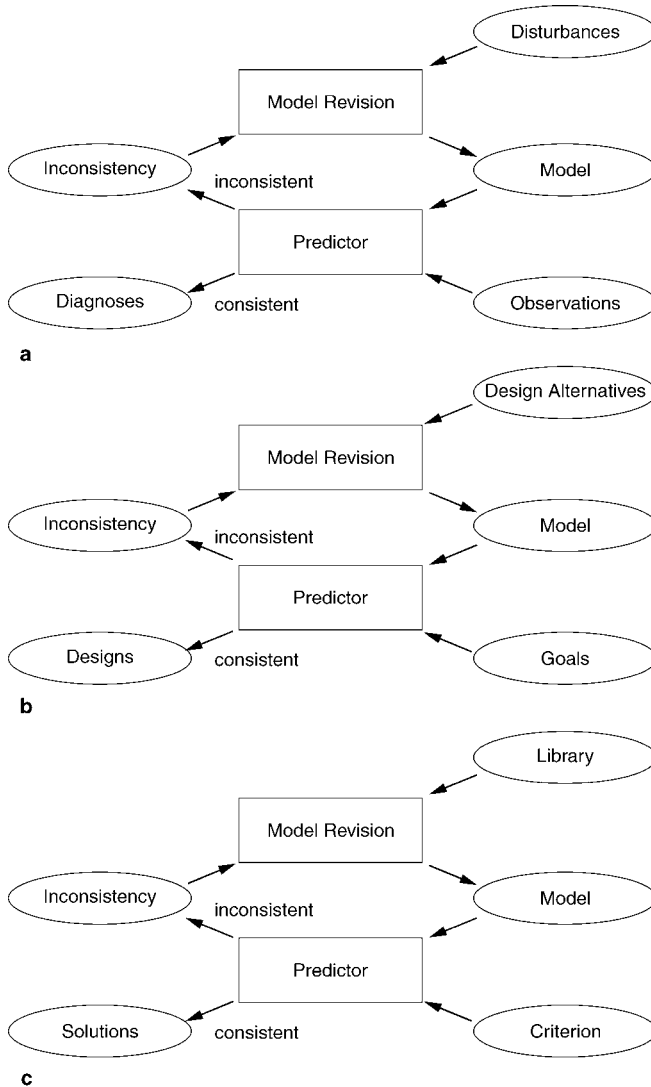 Disturbances
Model Revision
Inconsistency
Model
inconsistent
Predictor
Diagnoses
consistent
Observations
a
Design Alternatives
Model Revision
Inconsistency
Model
inconsistent
Predictor
Designs
consistent
Goals
b
Library
Model Revision
Inconsistency
Model
inconsistent
Predictor
Solutions
consistent
Criterion
c